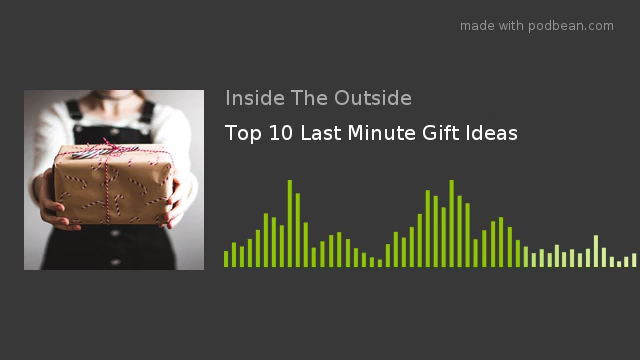 made with podbean.com
Inside The Outside
Top 10 Last Minute Gift Ideas